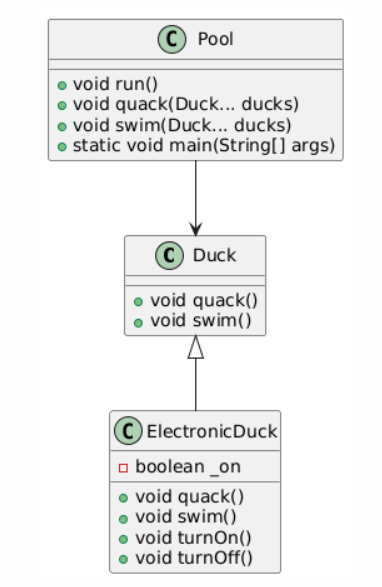 C Pool
void run()
void quack(Duck... ducks)
void swim(Duck... ducks)
static void main(String[] args)
C Duck
void quack()
void swim()
C ElectronicDuck
boolean _on
void quack()
void swim()
void turnOn()
void turnOff()